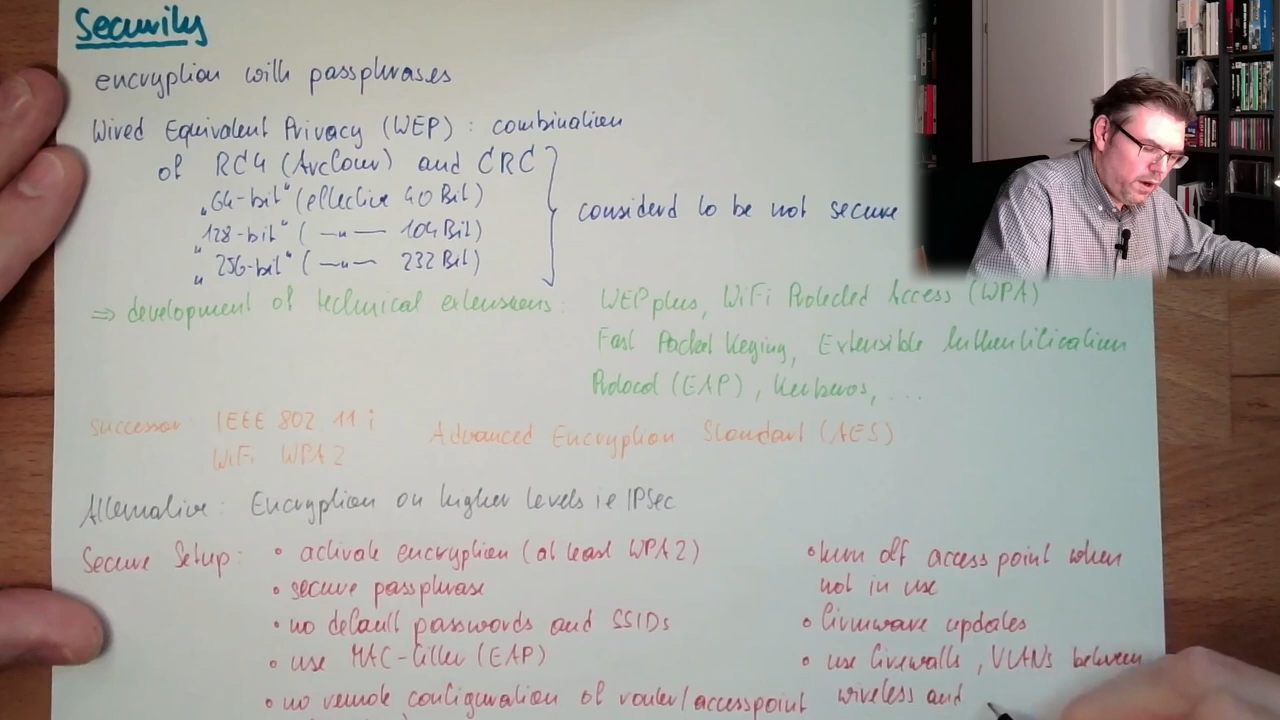 Security
encryption with passphrases
Wired Equivalent Privacy (WEP): combination
of RC4 (Arcfour) and CRC
„64-bit“ (effective 40 Bit)
„128-bit“ ( —"— 104 Bit)
„256-bit“ ( —"— 232 Bit)
considerd to be not secure
⇒ development of technical extensions: WEPplus, WiFi Protected Access (WPA)
Fast Packet Keying, Extensible Authentification
Protocol (EAP), Kerberos, ...
successor: IEEE 802.11i
WiFi WPA2
Advanced Encryption Standart (AES)
Alternative: Encryption on higher levels ie IPSec
Secure Setup: • activate encryption (at least WPA2)
• secure passphrase
• no default passwords and SSIDs
• use MAC-filter (EAP)
• no remote configuration of router/accesspoint
• turn off access point when
not in use
• firmware updates
• use firewalls, VLANs between
wireless and